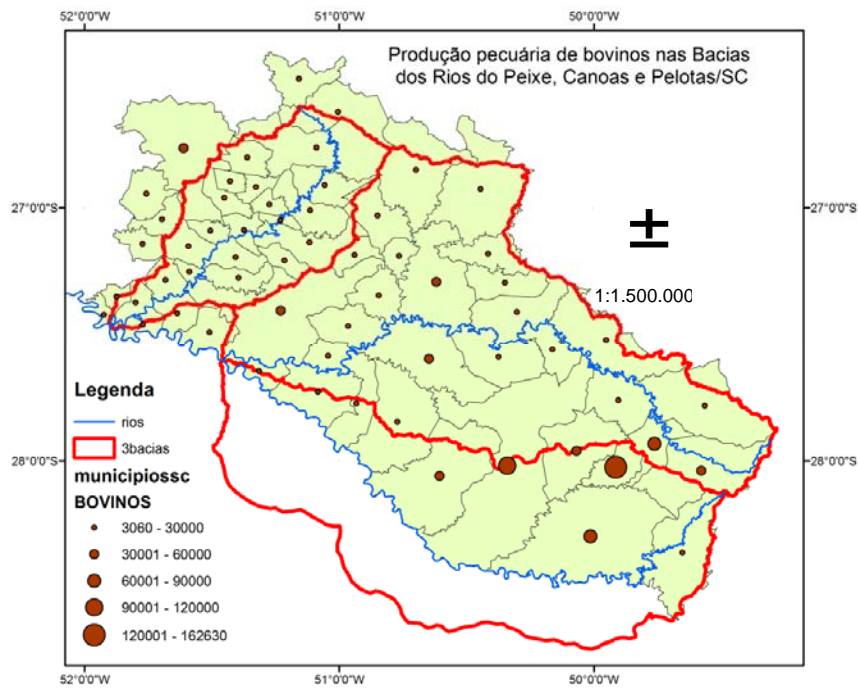 52°0'0"W 51°0'0"W 50°0'0"W
Produção pecuária de bovinos nas Bacias
dos Rios do Peixe, Canoas e Pelotas/SC
27°0'0"S
27°0'0"S
1:1.500.000
Legenda
rios
3bacias
municipiossc
BOVINOS
3060 - 30000
30001 - 60000
60001 - 90000
90001 - 120000
120001 - 162630
28°0'0"S
28°0'0"S
52°0'0"W 51°0'0"W 50°0'0"W